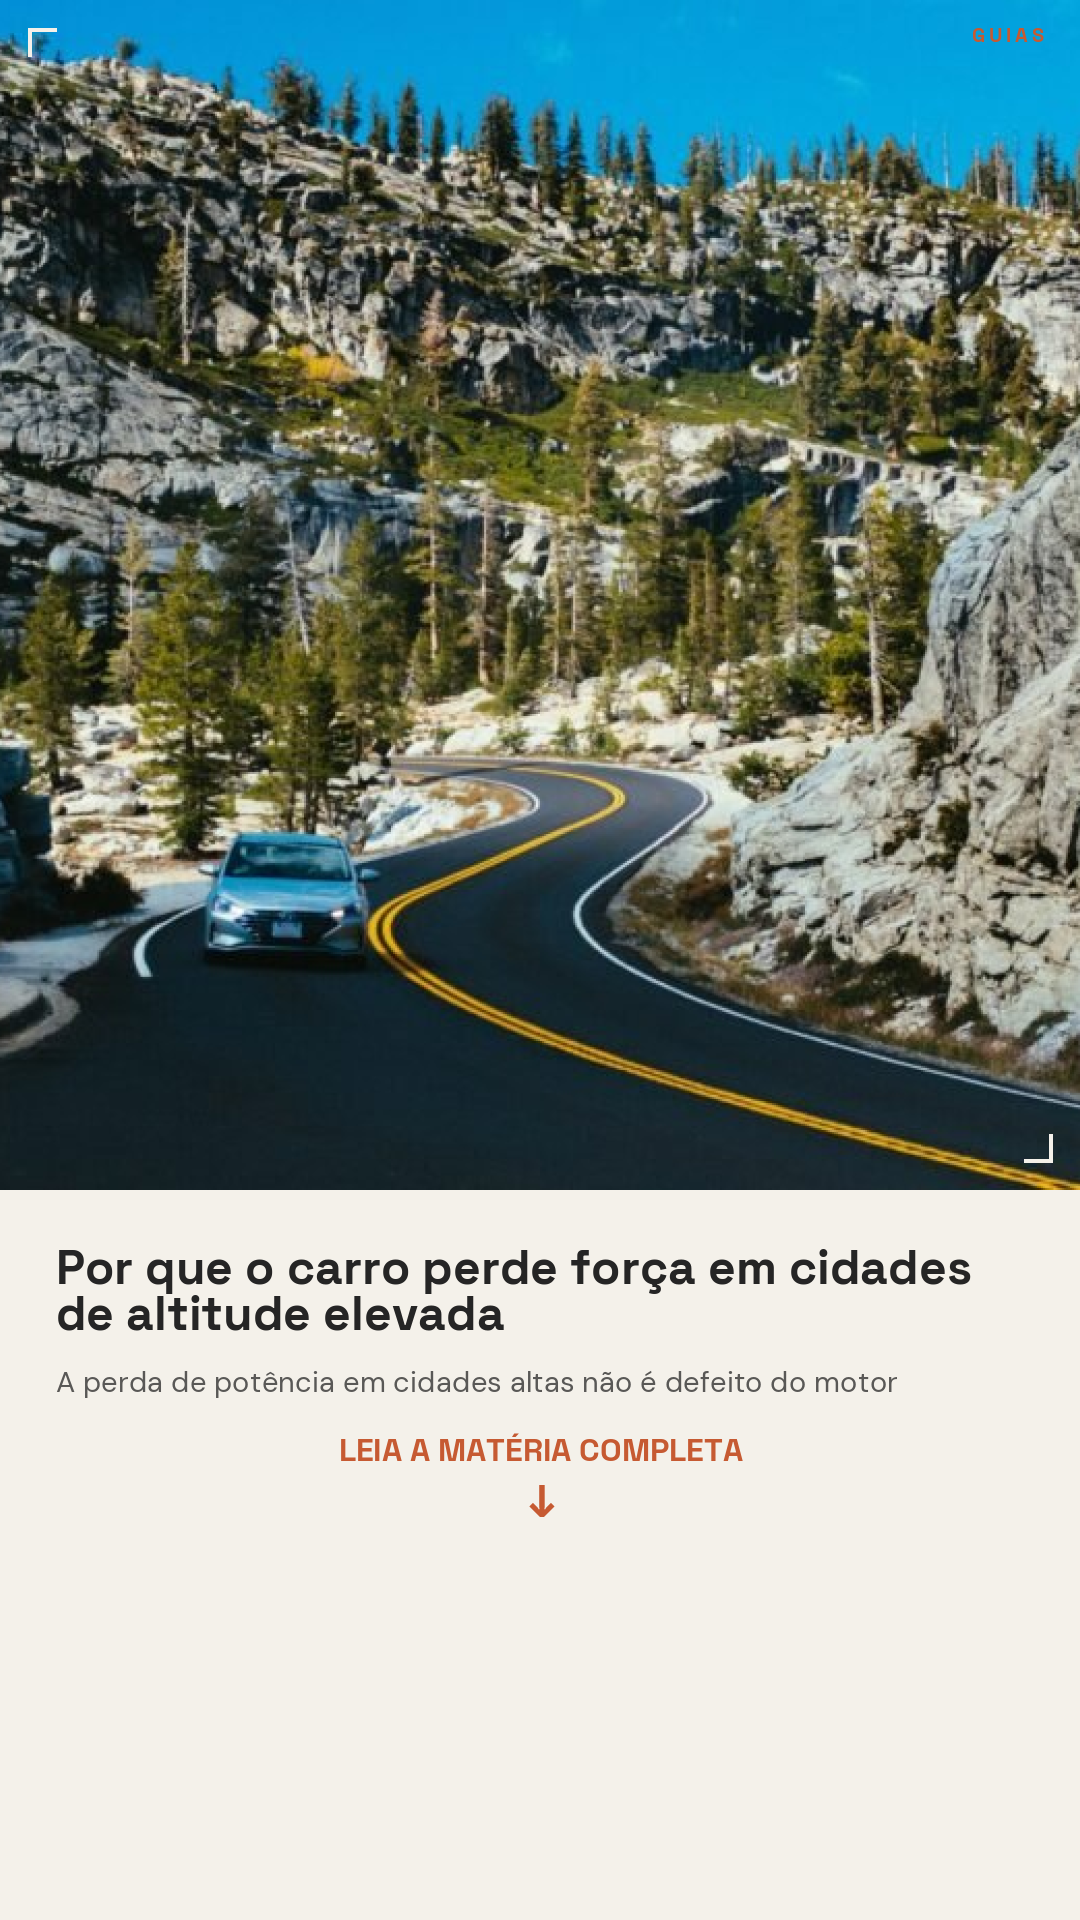 GUIAS
Por que o carro perde força em cidades
de altitude elevada
A perda de potência em cidades altas não é defeito do motor
LEIA A MATÉRIA COMPLETA
↓